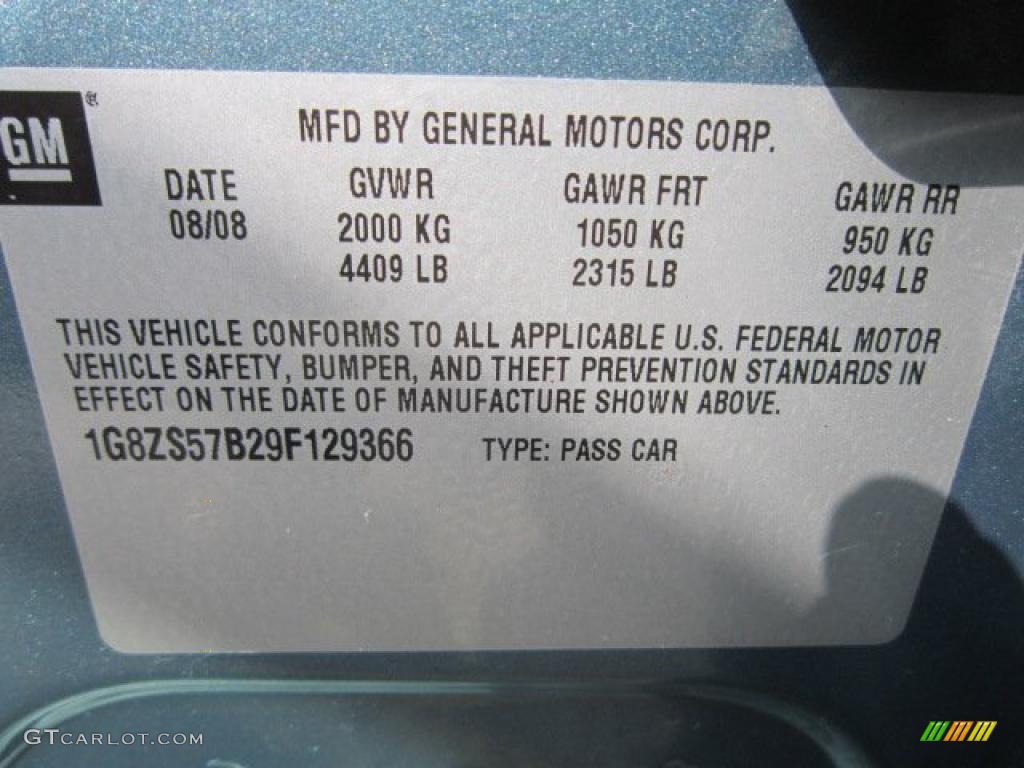 GM ®
MFD BY GENERAL MOTORS CORP.
DATE GVWR GAWR FRT GAWR RR
08/08 2000 KG 1050 KG 950 KG
4409 LB 2315 LB 2094 LB
THIS VEHICLE CONFORMS TO ALL APPLICABLE U.S. FEDERAL MOTOR
VEHICLE SAFETY, BUMPER, AND THEFT PREVENTION STANDARDS IN
EFFECT ON THE DATE OF MANUFACTURE SHOWN ABOVE.
1G8ZS57B29F129366 TYPE: PASS CAR
GTCARLOT.COM